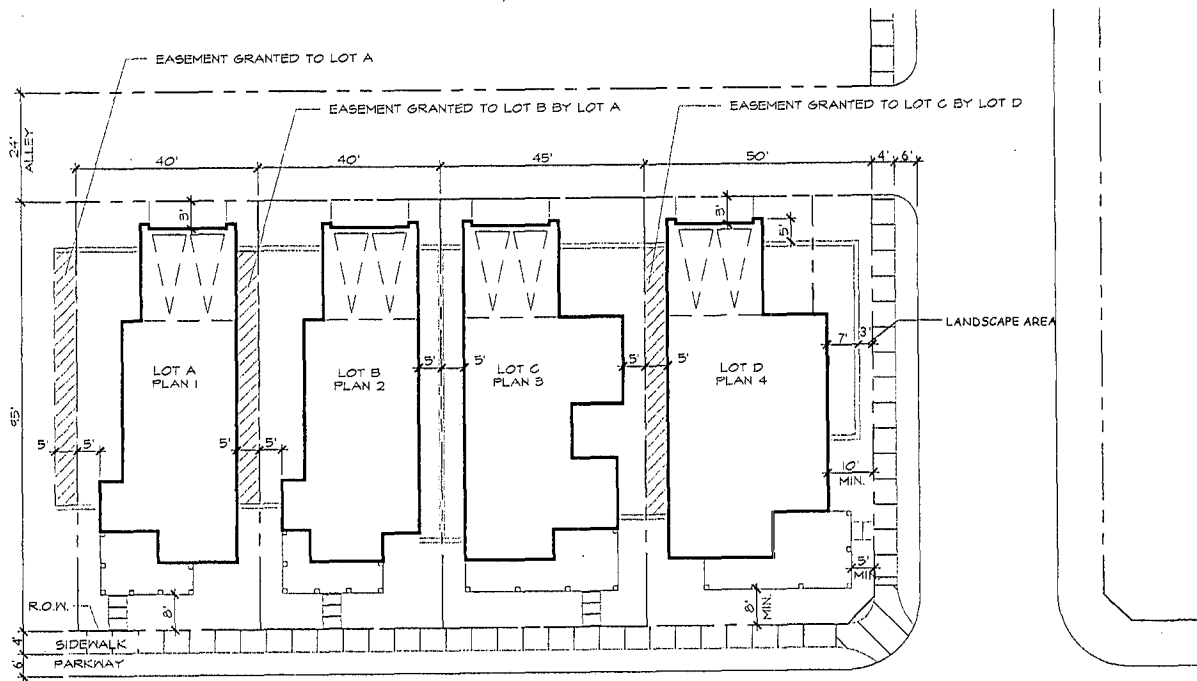 EASEMENT GRANTED TO LOT A
EASEMENT GRANTED TO LOT B BY LOT A
EASEMENT GRANTED TO LOT C BY LOT D
24'
ALLEY
40'
40'
45'
50'
4'
6'
3'
3'
5'
LANDSCAPE AREA
7'
3'
LOT A
PLAN 1
LOT B
PLAN 2
LOT C
PLAN 3
LOT D
PLAN 4
5'
5'
5'
5'
95'
5'
5'
5'
5'
10'
MIN.
5'
MIN
8'
8'
MIN.
R.O.W.
4'
SIDEWALK
6'
PARKWAY